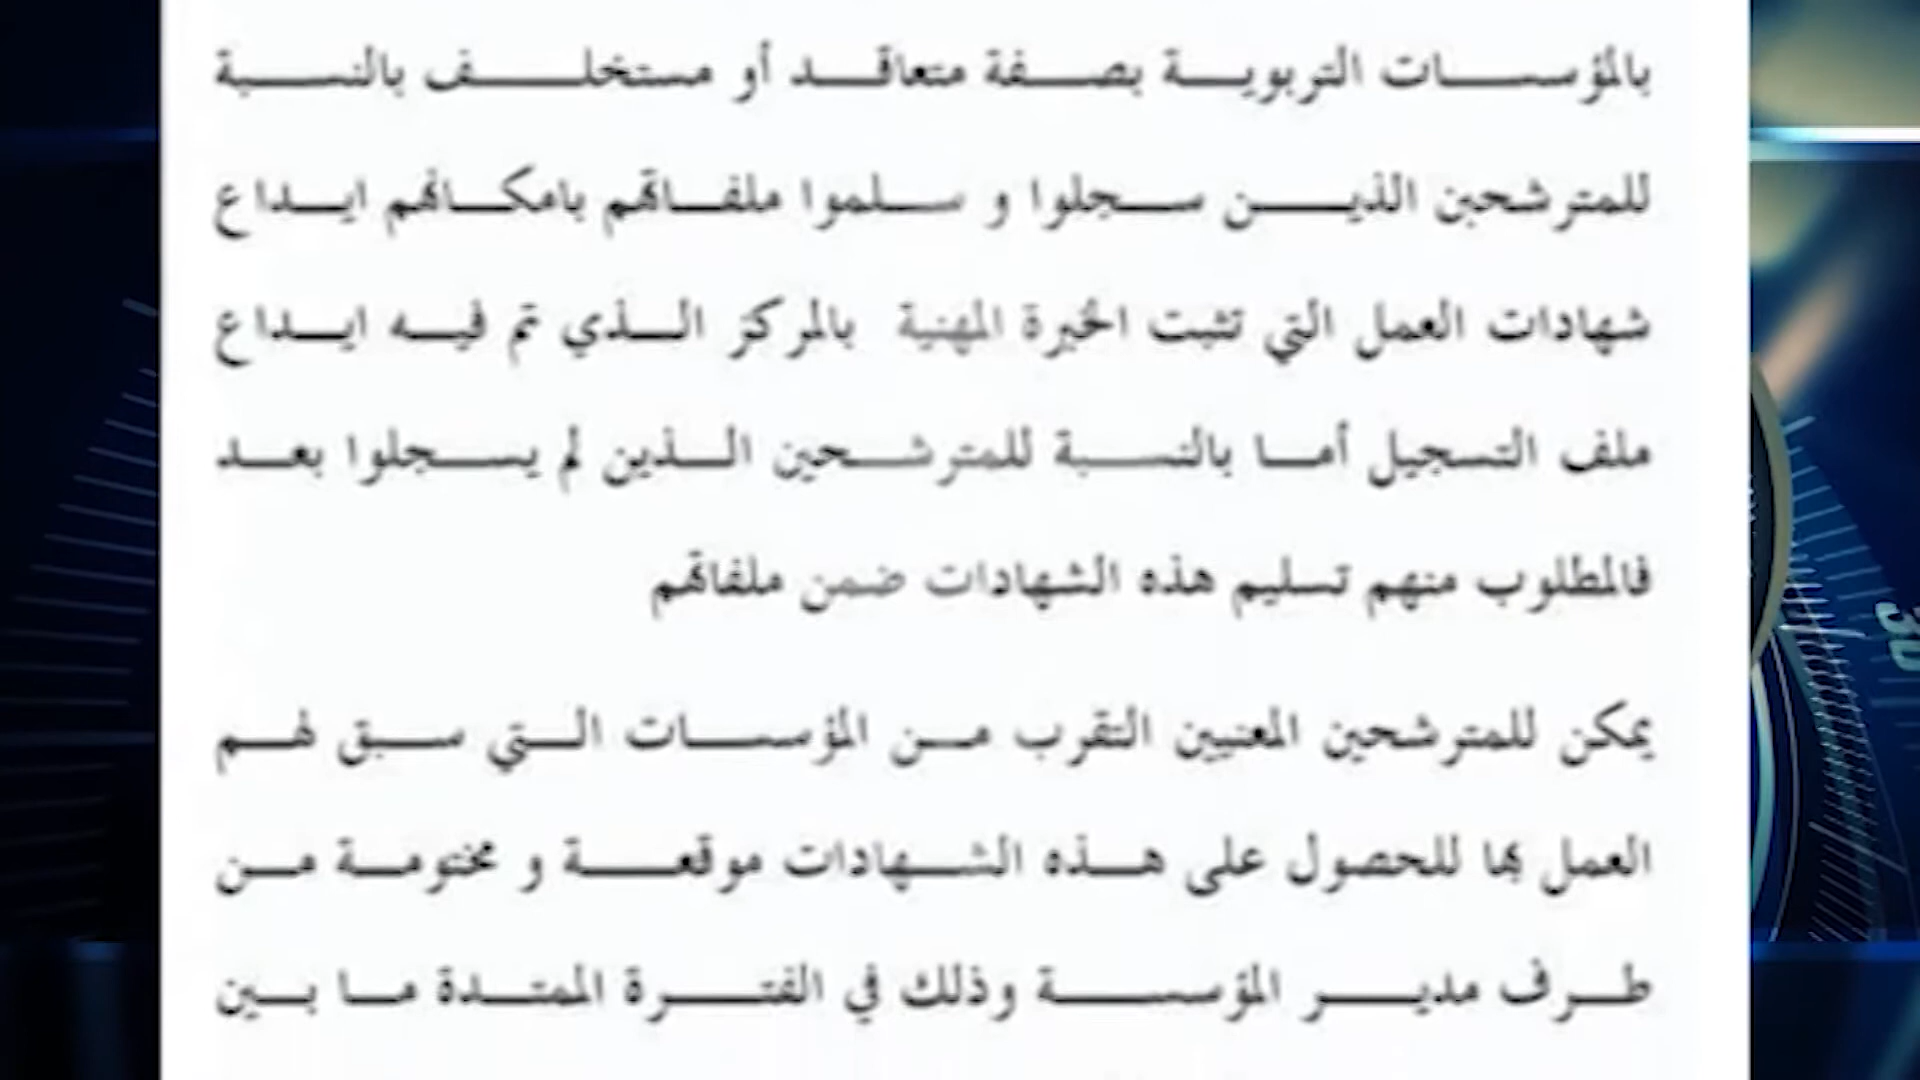 بالمؤسسات التربوية بصفة متعاقد أو مستخلف بالنسبة
للمترشحين الذين سجلوا و سلموا ملفاتهم بامكانهم ايداع
شهادات العمل التي تثبت الخبرة المهنية بالمركز الذي تم فيه ايداع
ملف التسجيل أما بالنسبة للمترشحين الذين لم يسجلوا بعد
فالمطلوب منهم تسليم هذه الشهادات ضمن ملفاتهم
يمكن للمترشحين المعنيين التقرب من المؤسسات التي سبق لهم
العمل بها للحصول على هذه الشهادات موقعة و مختومة من
طرف مدير المؤسسة وذلك في الفترة الممتدة ما بين